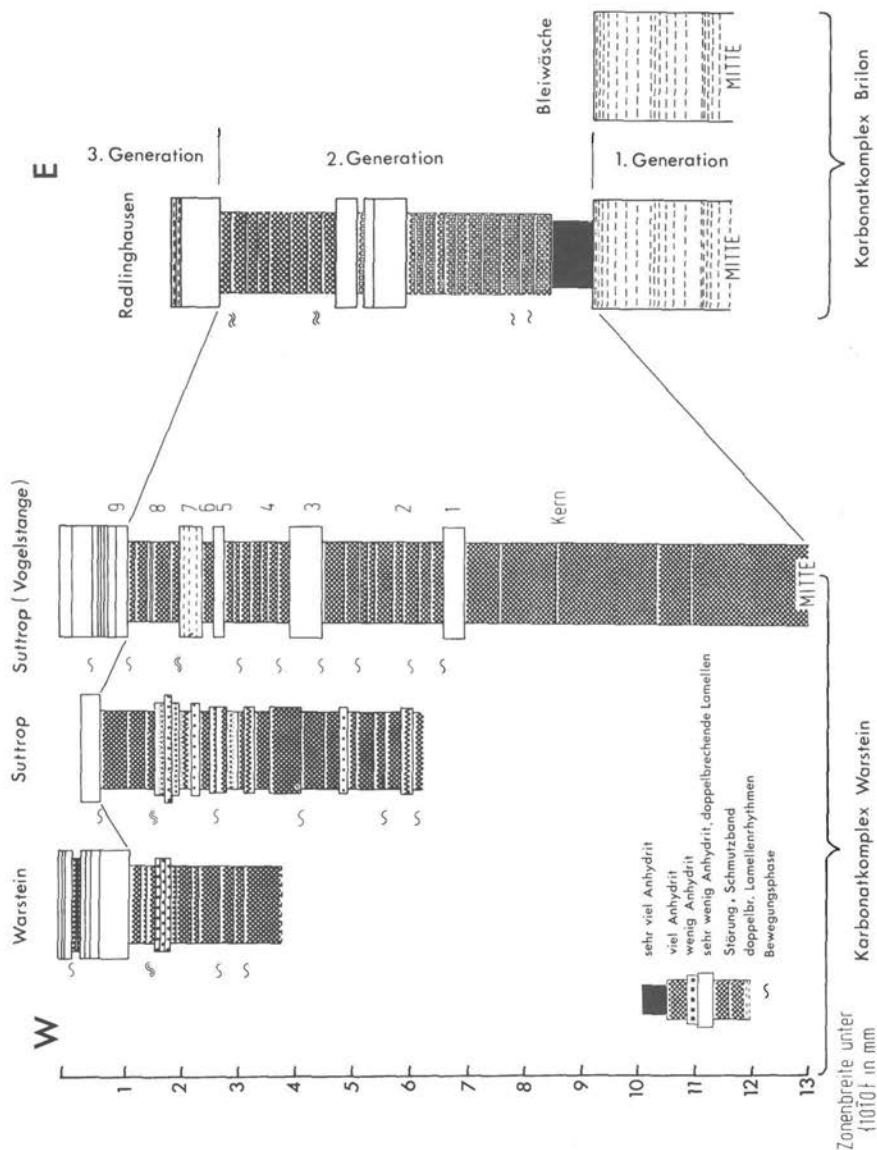 W
E
Warstein
Suttrop
Suttrop (Vogelstange)
Radlinghausen
Bleiwäsche
3. Generation
2. Generation
1. Generation
9
8
7
6
5
4
3
2
1
Kern
MITTE
MITTE
MITTE
1
2
3
4
5
6
7
8
9
10
11
12
13
sehr viel Anhydrit
viel Anhydrit
wenig Anhydrit
sehr wenig Anhydrit, doppelbrechende Lamellen
Störung, Schmutzband
doppelbr. Lamellenrhythmen
Bewegungsphase
Zonenbreite unter
{101̄0} in mm
Karbonatkomplex Warstein
Karbonatkomplex Brilon